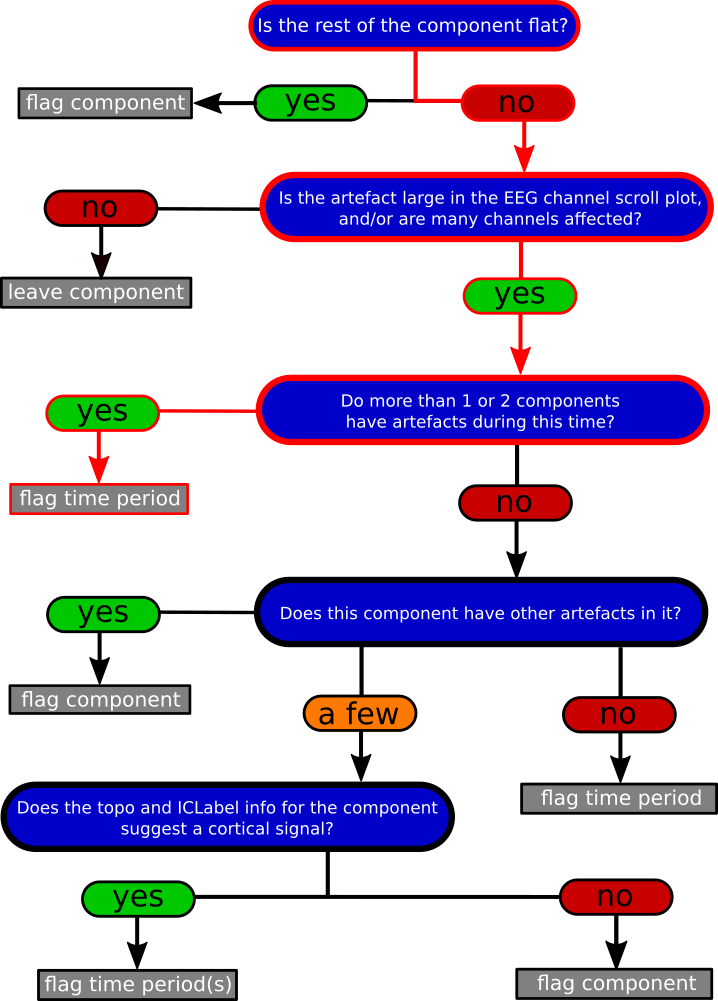 Is the rest of the component flat?
yes
no
flag component
Is the artefact large in the EEG channel scroll plot,
and/or are many channels affected?
no
leave component
yes
Do more than 1 or 2 components
have artefacts during this time?
yes
flag time period
no
Does this component have other artefacts in it?
yes
flag component
a few
no
flag time period
Does the topo and ICLabel info for the component
suggest a cortical signal?
yes
no
flag time period(s)
flag component